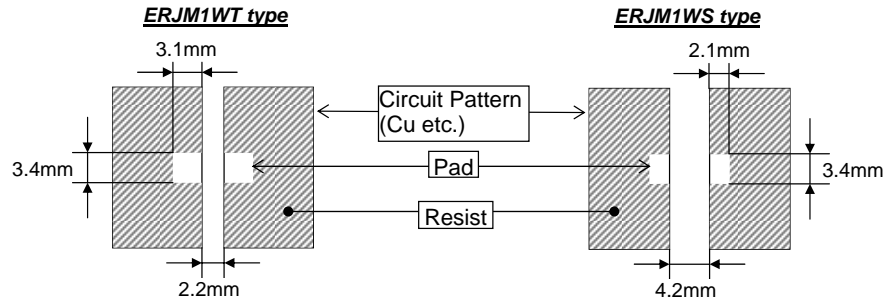 ERJM1WT type
ERJM1WS type
3.1mm
2.1mm
Circuit Pattern
(Cu etc.)
3.4mm
Pad
3.4mm
Resist
2.2mm
4.2mm